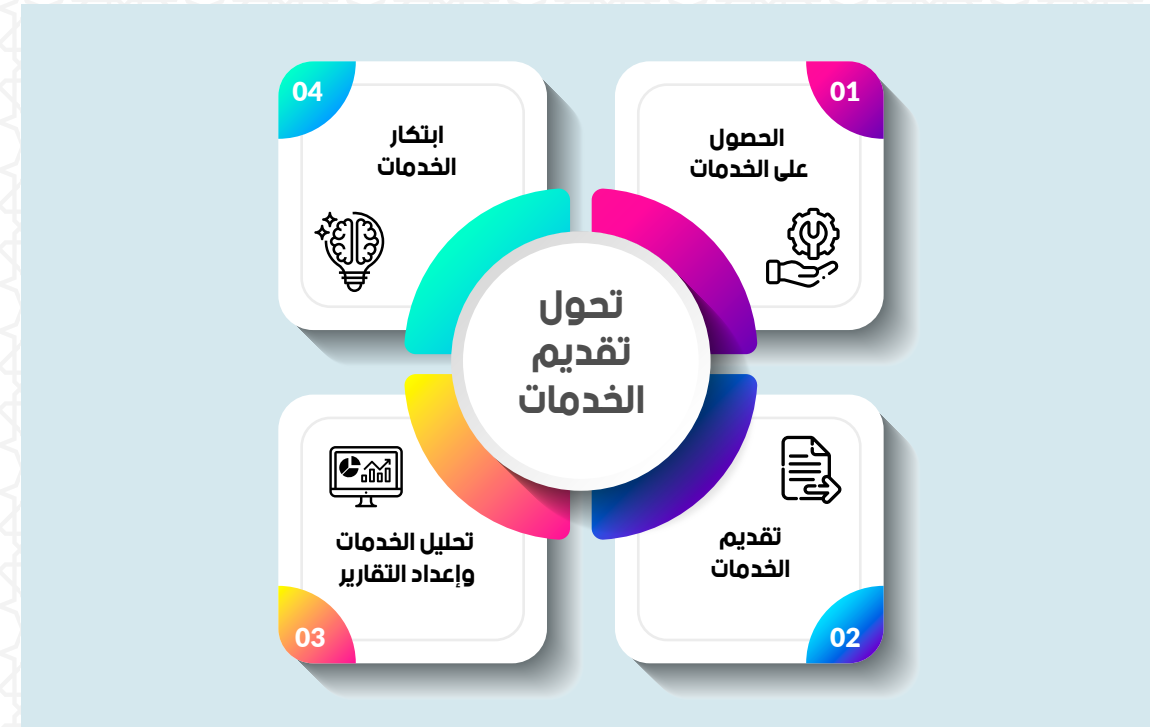 تحول
تقديم
الخدمات
01
الحصول
على الخدمات
02
تقديم
الخدمات
03
تحليل الخدمات
وإعداد التقارير
04
ابتكار
الخدمات